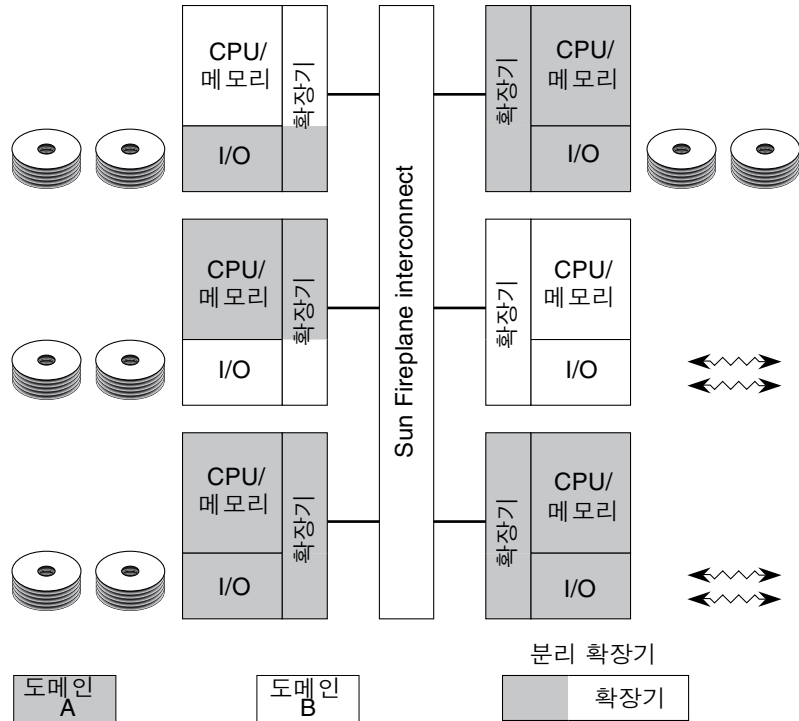 CPU/
메모리
확장기
I/O
확장기
CPU/
메모리
I/O
Sun Fireplane interconnect
CPU/
메모리
확장기
I/O
확장기
CPU/
메모리
I/O
CPU/
메모리
확장기
I/O
확장기
CPU/
메모리
I/O
분리 확장기
도메인
A
도메인
B
확장기